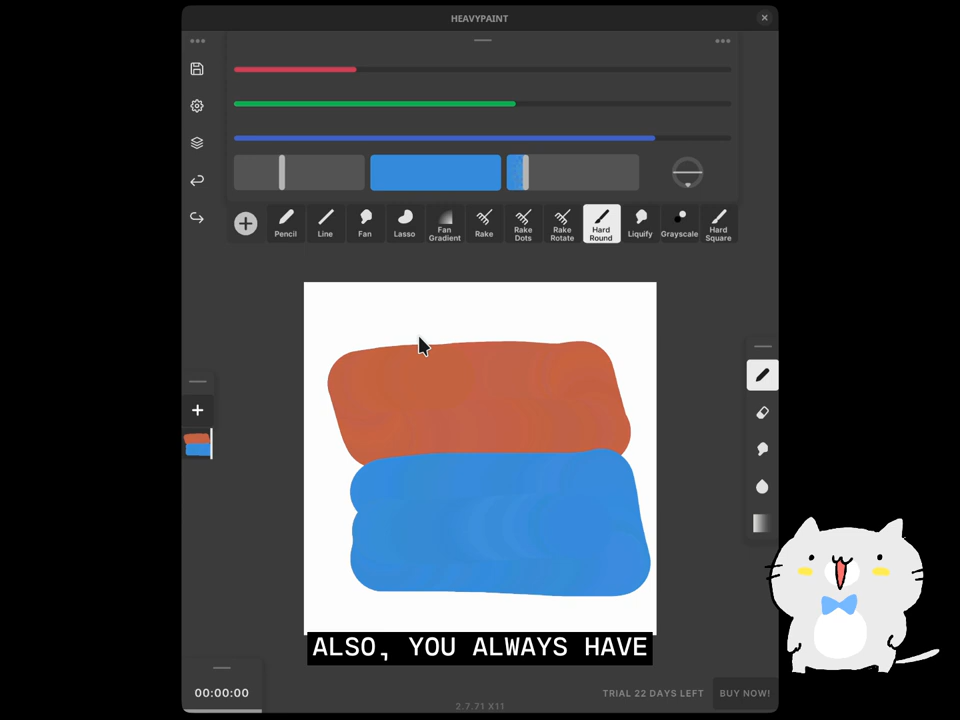 HEAVYPAINT
Pencil
Line
Fan
Lasso
Fan
Gradient
Rake
Rake
Dots
Rake
Rotate
Hard
Round
Liquify
Grayscale
Hard
Square
ALSO, YOU ALWAYS HAVE
00:00:00
TRIAL 22 DAYS LEFT
BUY NOW!
2.7.71 X11